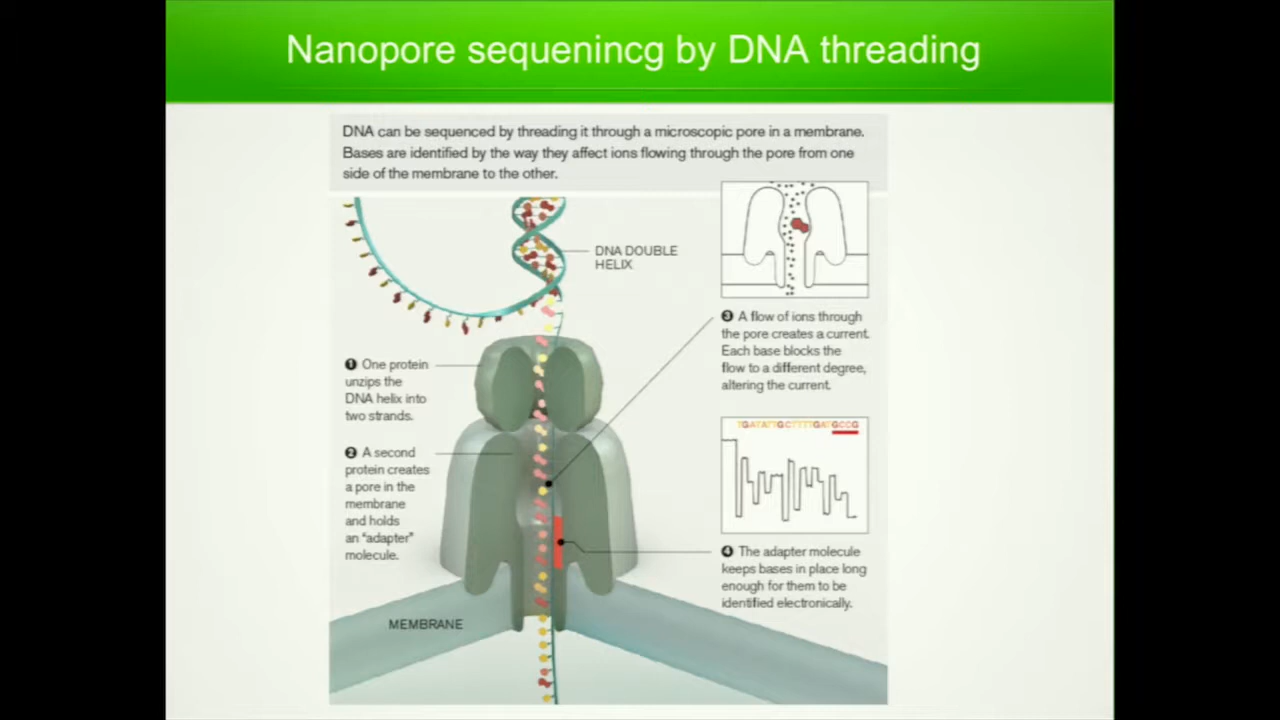 Nanopore sequenincg by DNA threading
DNA can be sequenced by threading it through a microscopic pore in a membrane.
Bases are identified by the way they affect ions flowing through the pore from one
side of the membrane to the other.
DNA DOUBLE
HELIX
❶ One protein
unzips the
DNA helix into
two strands.
❷ A second
protein creates
a pore in the
membrane
and holds
an “adapter”
molecule.
MEMBRANE
❸ A flow of ions through
the pore creates a current.
Each base blocks the
flow to a different degree,
altering the current.
TGATATTGCTTTTGATGCCG
❹ The adapter molecule
keeps bases in place long
enough for them to be
identified electronically.